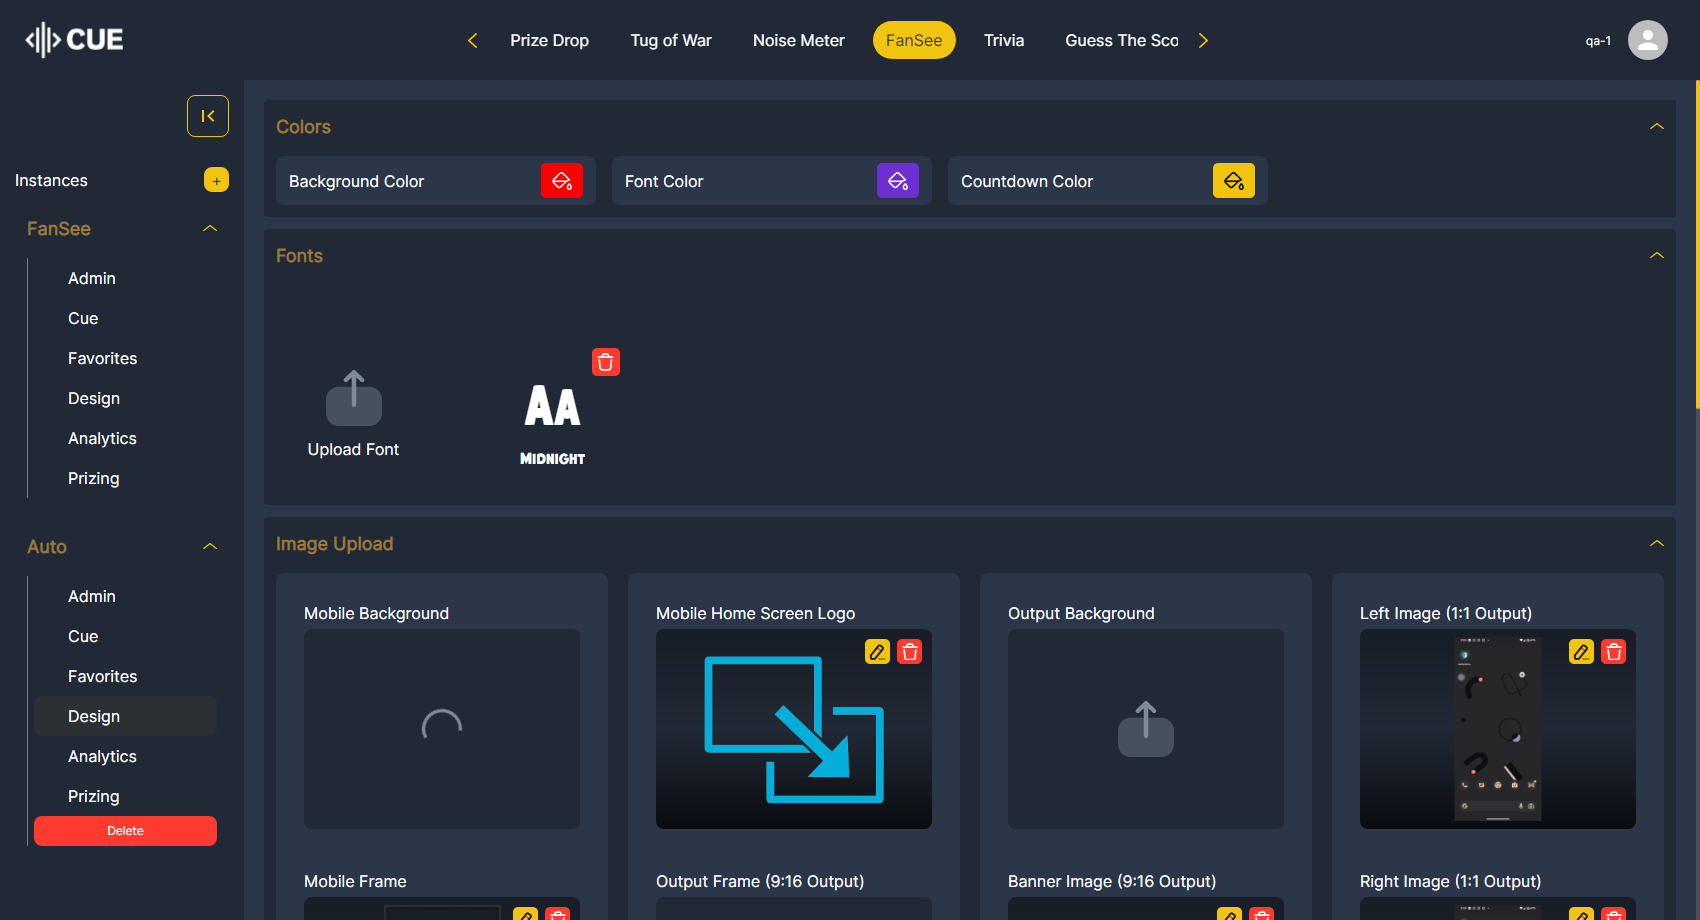 CUE
Prize Drop
Tug of War
Noise Meter
FanSee
Trivia
Guess The Sco
qa-1
Instances
+
FanSee
Admin
Cue
Favorites
Design
Analytics
Prizing
Auto
Admin
Cue
Favorites
Design
Analytics
Prizing
Delete
Colors
Background Color
Font Color
Countdown Color
Fonts
Upload Font
AA
MIDNIGHT
Image Upload
Mobile Background
Mobile Home Screen Logo
Output Background
Left Image (1:1 Output)
Mobile Frame
Output Frame (9:16 Output)
Banner Image (9:16 Output)
Right Image (1:1 Output)